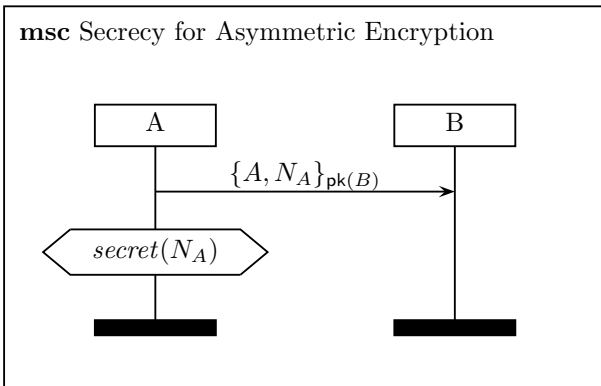 msc Secrecy for Asymmetric Encryption
A
B
{A, N_A}_pk(B)
secret(N_A)